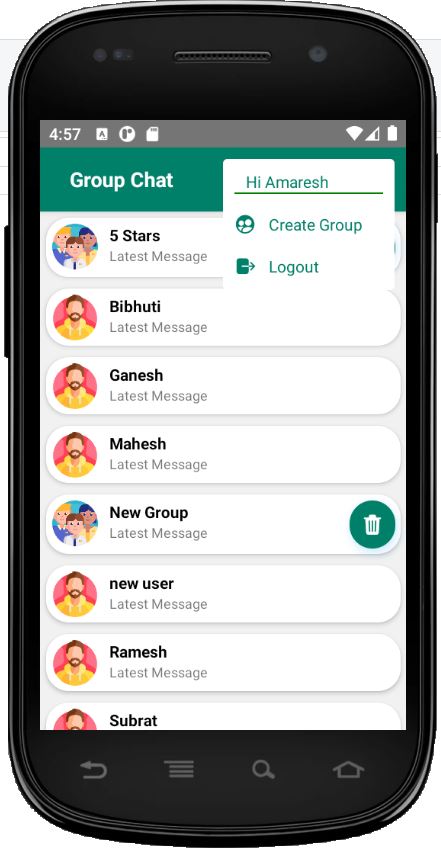 4:57
Group Chat
Hi Amaresh
Create Group
Logout
5 Stars
Latest Message
Bibhuti
Latest Message
Ganesh
Latest Message
Mahesh
Latest Message
New Group
Latest Message
new user
Latest Message
Ramesh
Latest Message
Subrat